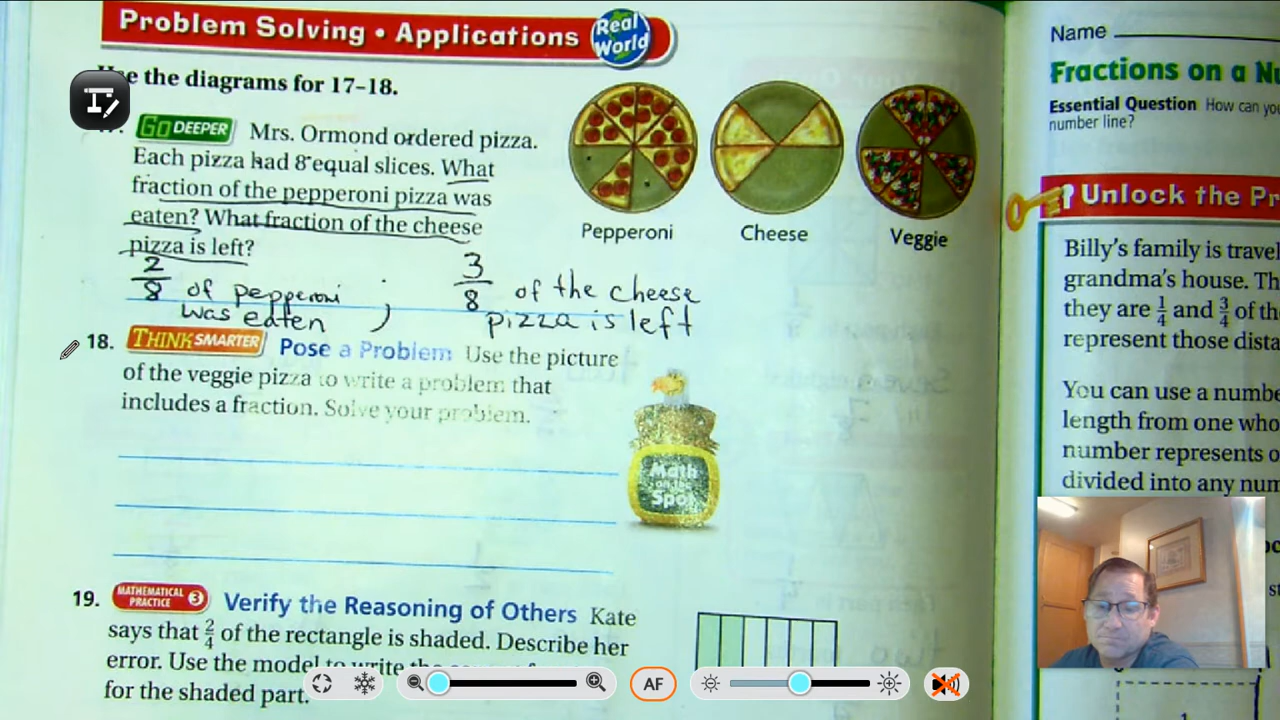 Problem Solving • Applications
Real World
se the diagrams for 17–18.
GO DEEPER Mrs. Ormond ordered pizza.
Each pizza had 8 equal slices. What
fraction of the pepperoni pizza was
eaten? What fraction of the cheese
pizza is left?
2/8 of pepperoni
was eaten ;
3/8 of the cheese
pizza is left
Pepperoni
Cheese
Veggie
18. THINK SMARTER Pose a Problem Use the picture
of the veggie pizza to write a problem that
includes a fraction. Solve your problem.
Math
on the
Spot
19. MATHEMATICAL PRACTICE 3 Verify the Reasoning of Others Kate
says that 2/4 of the rectangle is shaded. Describe her
error. Use the model to write the
for the shaded part.
AF
Name
Fractions on a N
Essential Question How can yo
number line?
Unlock the Pr
Billy's family is travel
grandma's house. Th
they are 1/4 and 3/4 of th
represent those dista
You can use a numbe
length from one who
number represents o
divided into any num